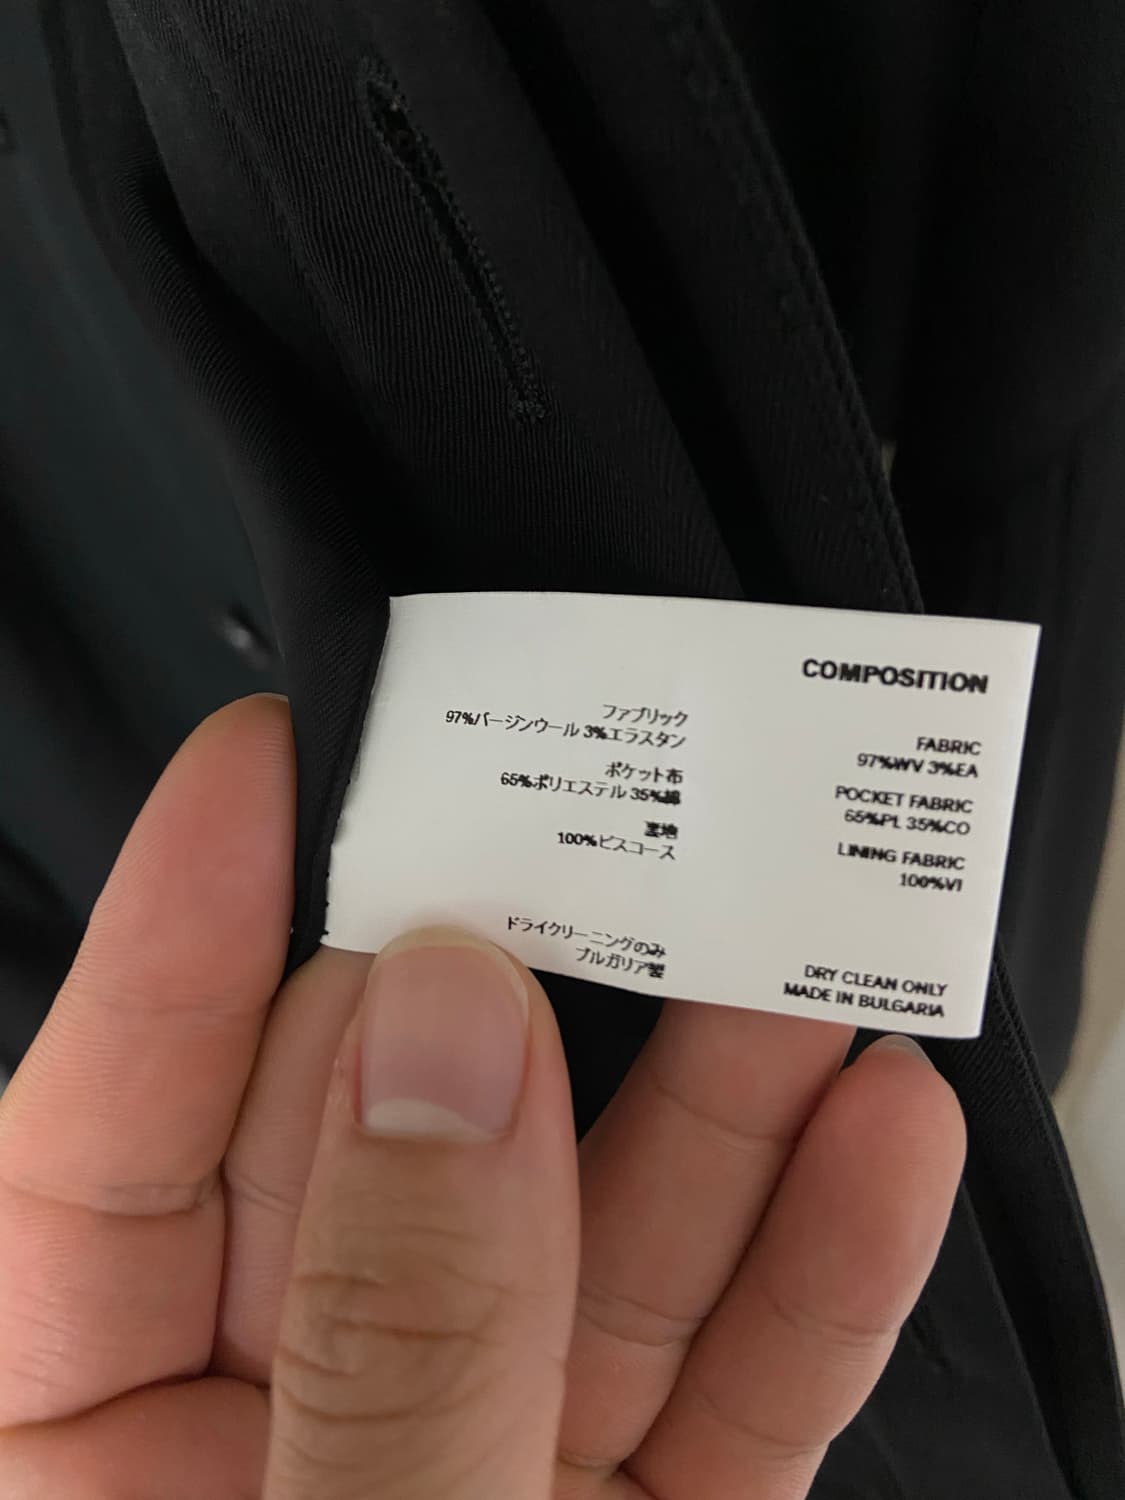 COMPOSITION
ファブリック
97%バージンウール 3%エラスタン
ポケット布
65%ポリエステル 35%綿
裏地
100%ビスコース
ドライクリーニングのみ
ブルガリア製
FABRIC
97%WV 3%EA
POCKET FABRIC
65%PL 35%CO
LINING FABRIC
100%VI
DRY CLEAN ONLY
MADE IN BULGARIA